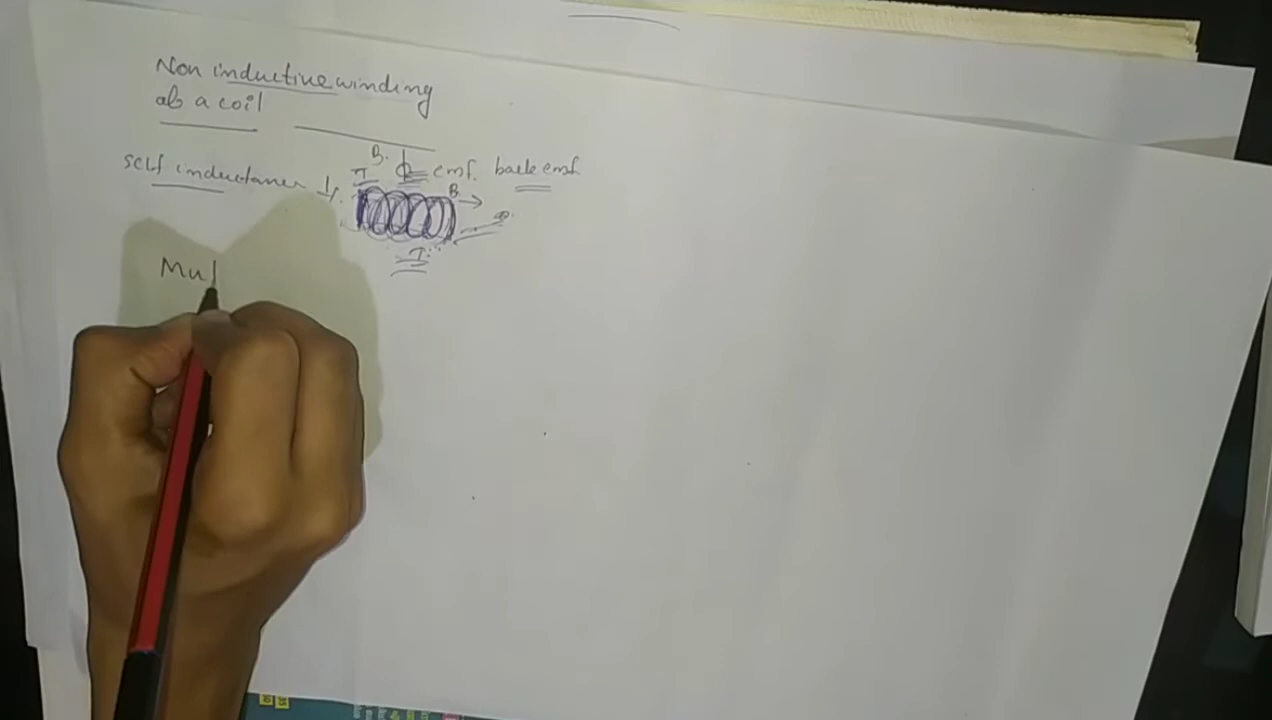 Non inductive winding
of a coil
self inductance L. I B. ϕ emf. back emf
B
I
Mu